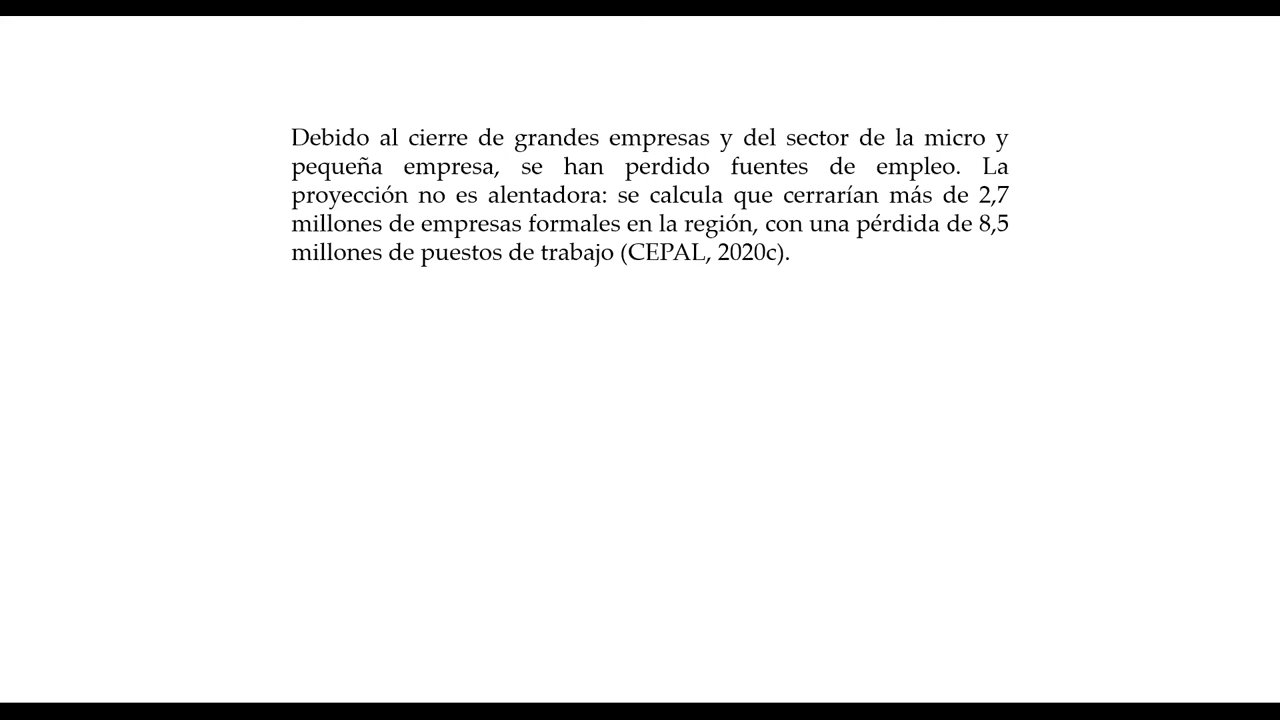 Debido al cierre de grandes empresas y del sector de la micro y
pequeña empresa, se han perdido fuentes de empleo. La
proyección no es alentadora: se calcula que cerrarían más de 2,7
millones de empresas formales en la región, con una pérdida de 8,5
millones de puestos de trabajo (CEPAL, 2020c).